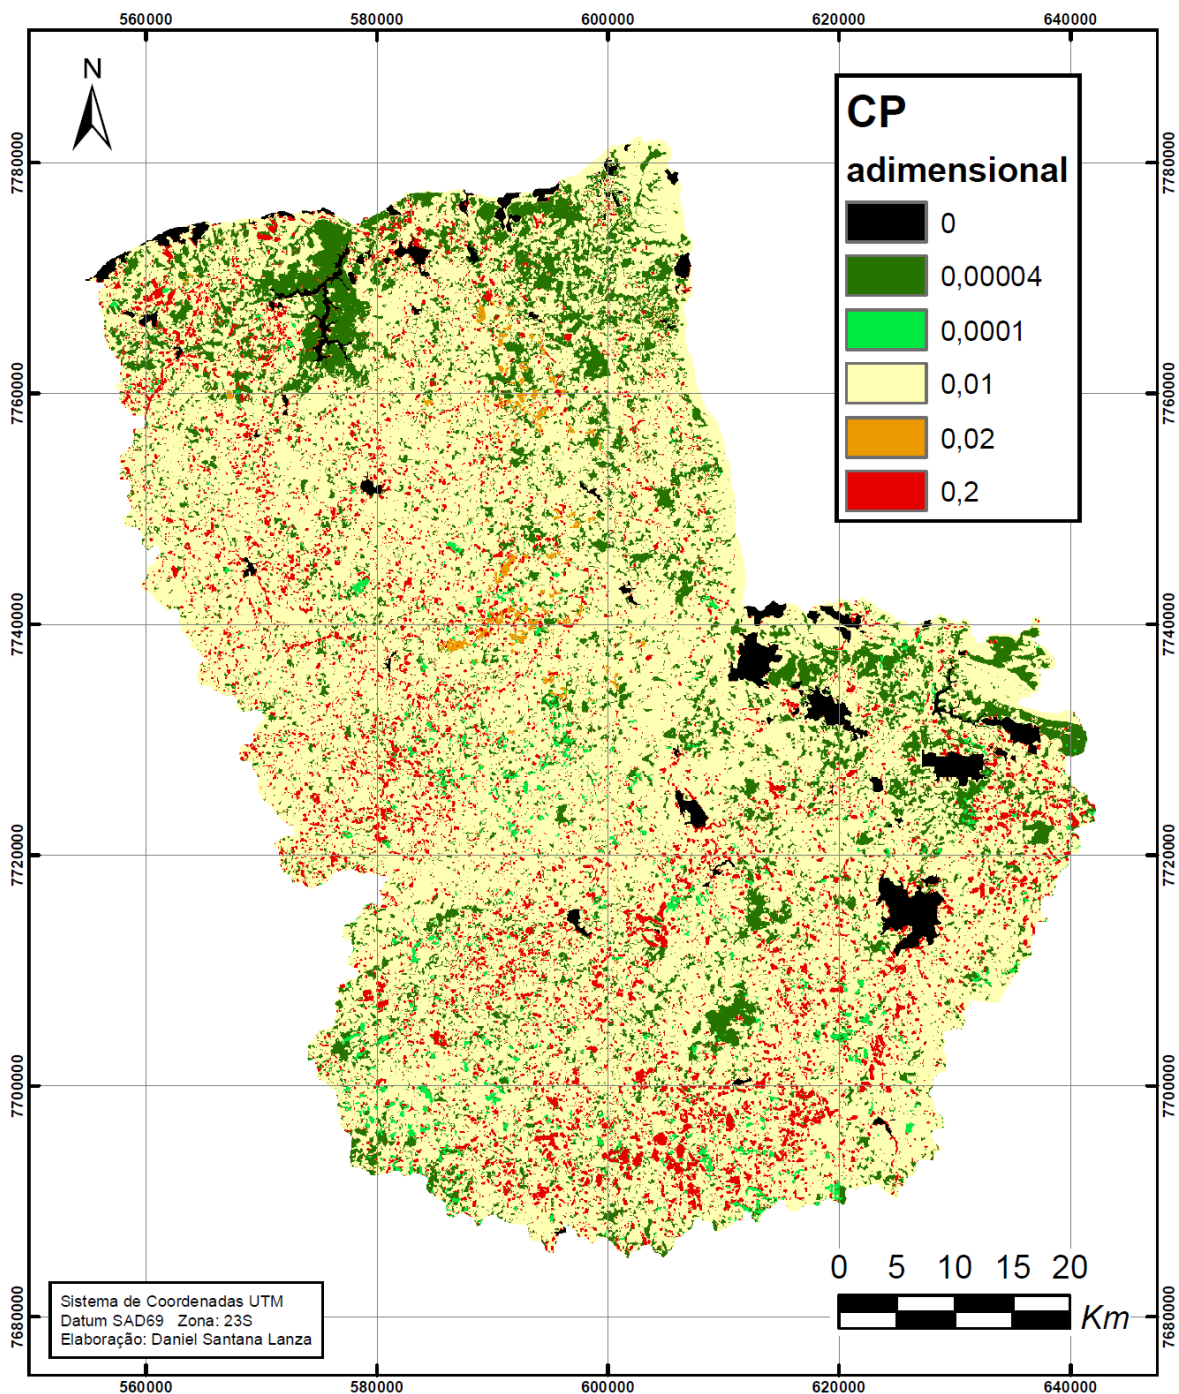 560000 580000 600000 620000 640000
N
CP
adimensional
0
0,00004
0,0001
0,01
0,02
0,2
7780000 7780000
7760000 7760000
7740000 7740000
7720000 7720000
7700000 7700000
7680000 7680000
0 5 10 15 20
Km
Sistema de Coordenadas UTM
Datum SAD69 Zona: 23S
Elaboração: Daniel Santana Lanza
560000 580000 600000 620000 640000